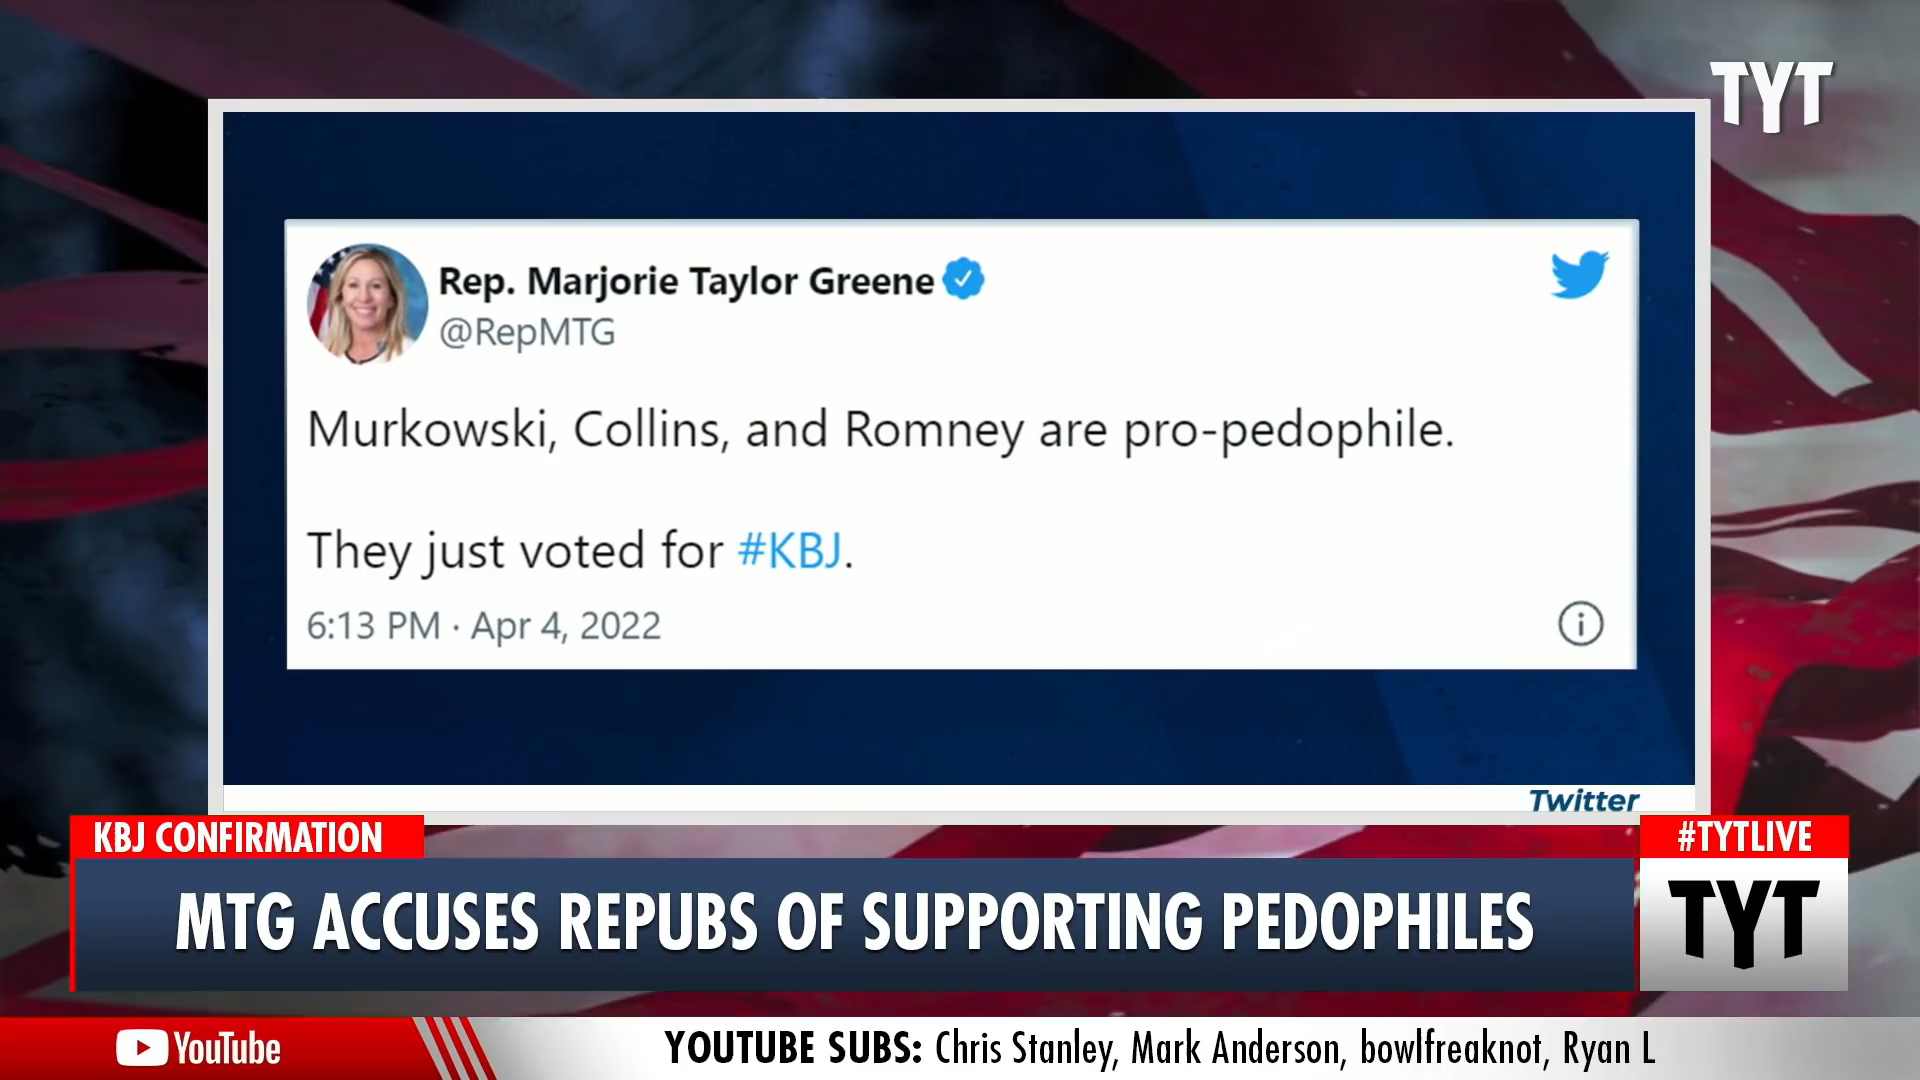 TYT
Rep. Marjorie Taylor Greene
@RepMTG
Murkowski, Collins, and Romney are pro-pedophile.
They just voted for #KBJ.
6:13 PM · Apr 4, 2022
Twitter
KBJ CONFIRMATION
#TYTLIVE
MTG ACCUSES REPUBS OF SUPPORTING PEDOPHILES
TYT
YouTube
YOUTUBE SUBS: Chris Stanley, Mark Anderson, bowlfreaknot, Ryan L